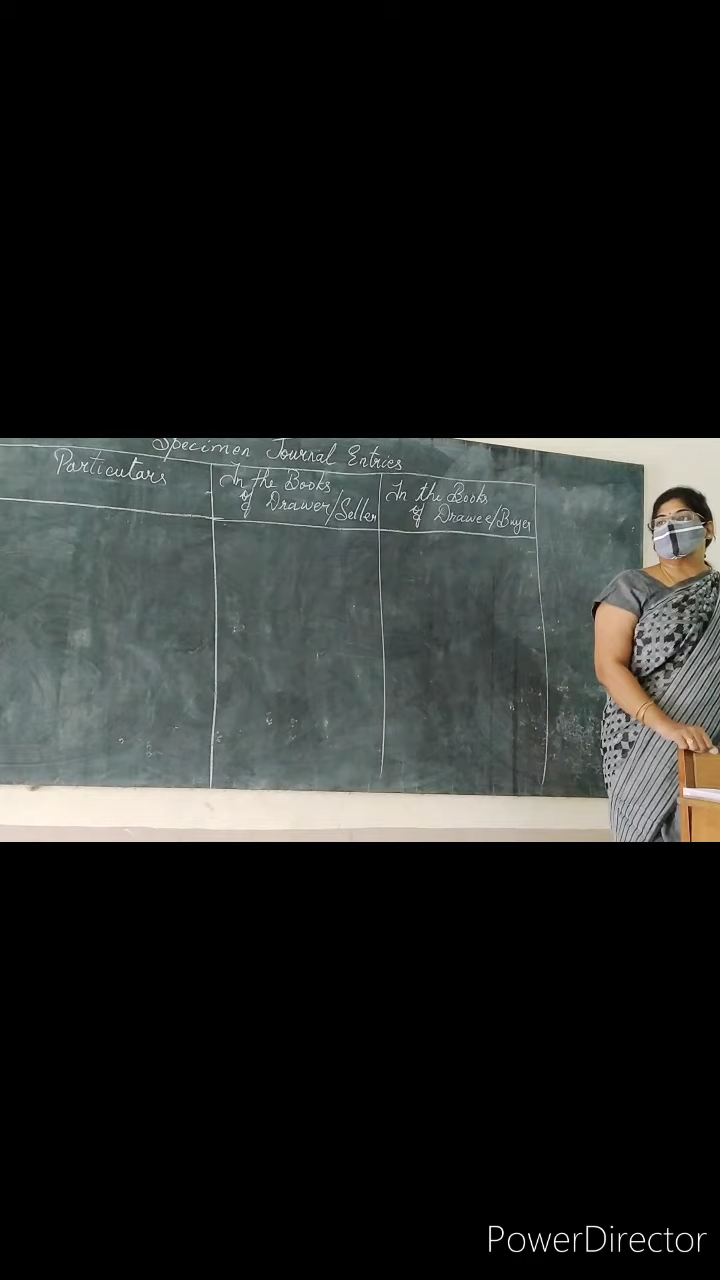 Specimen Journal Entries
Particulars
In the Books
of Drawer/Seller
In the Books
of Drawee/Buyer
PowerDirector